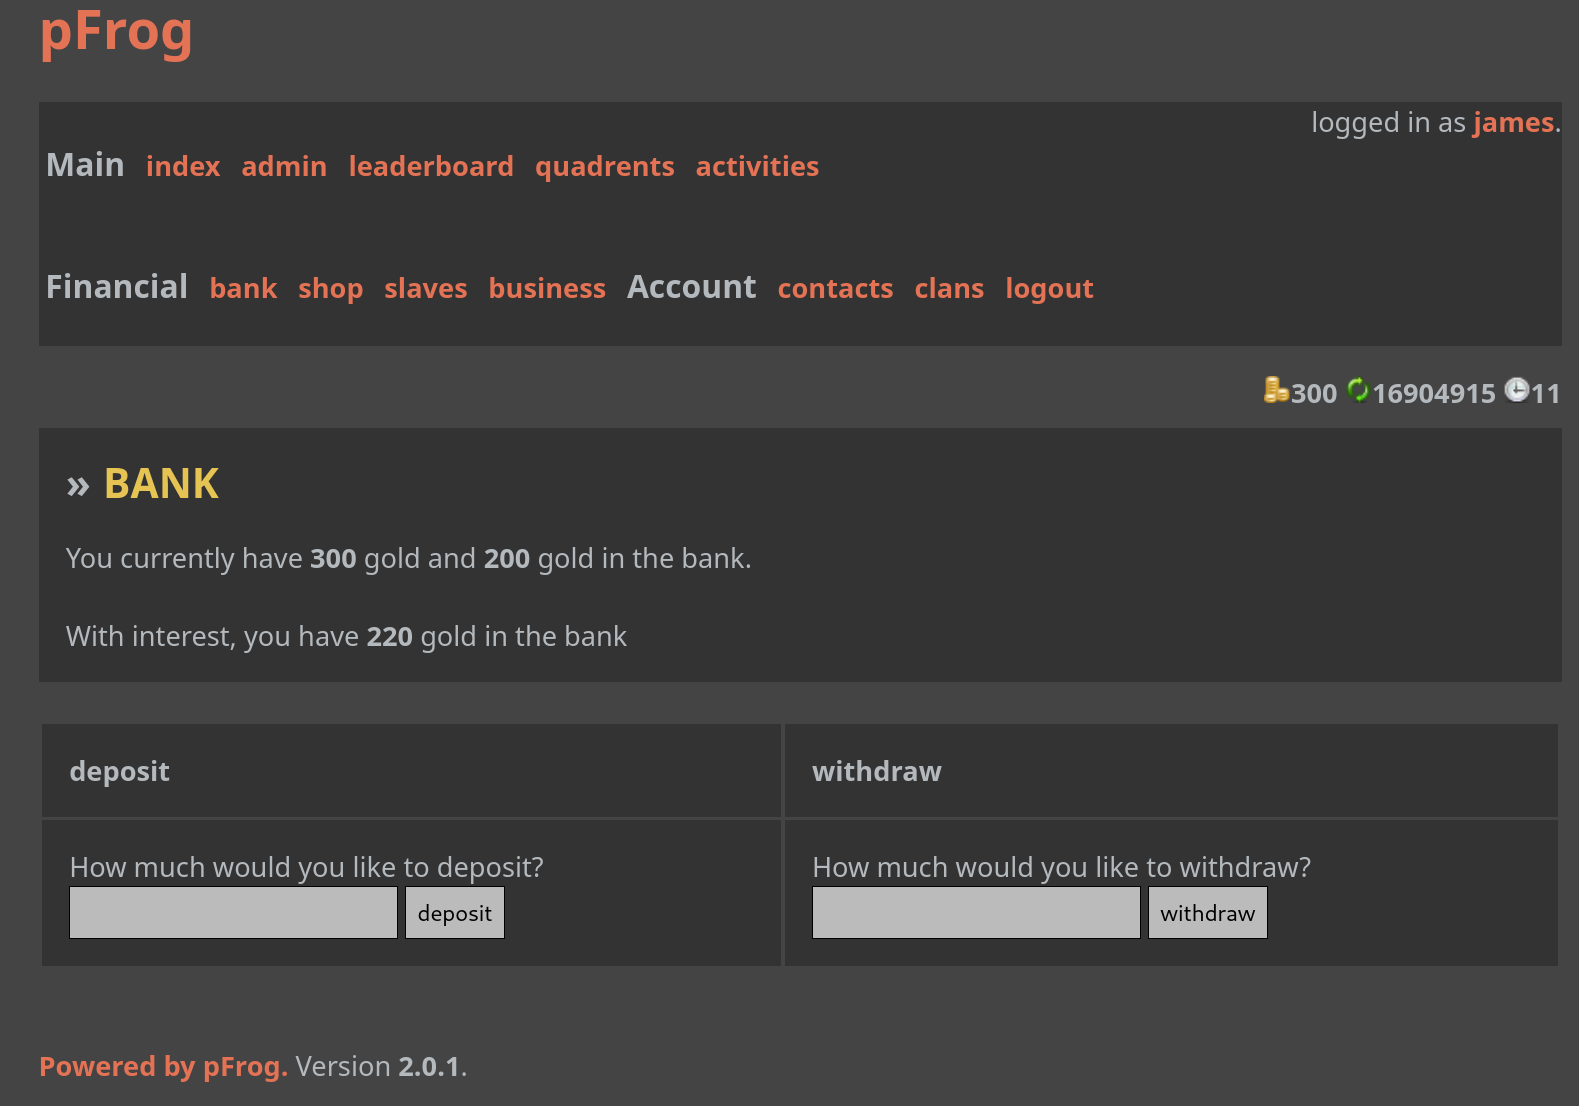 pFrog
logged in as james.
Main index admin leaderboard quadrents activities
Financial bank shop slaves business Account contacts clans logout
300 16904915 11
» BANK
You currently have 300 gold and 200 gold in the bank.
With interest, you have 220 gold in the bank
deposit withdraw
How much would you like to deposit? How much would you like to withdraw?
deposit withdraw
Powered by pFrog. Version 2.0.1.